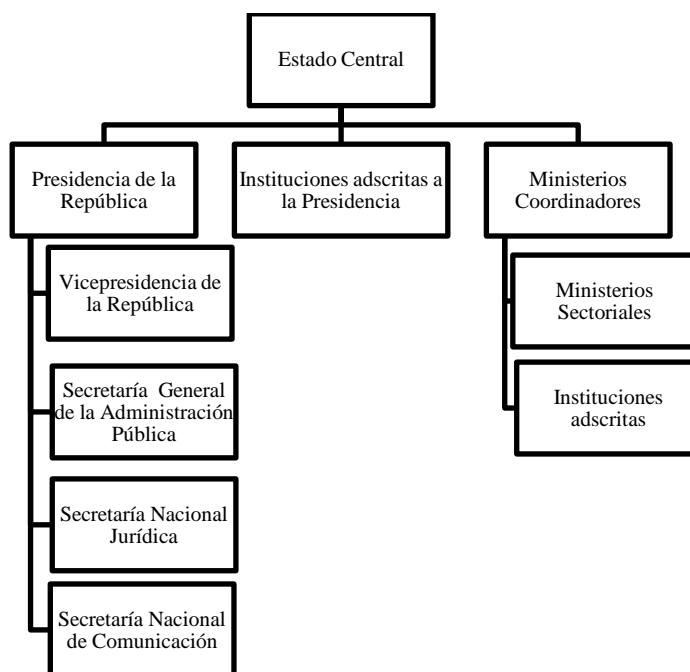 Estado Central
Presidencia de la
República
Instituciones adscritas a
la Presidencia
Ministerios
Coordinadores
Vicepresidencia de
la República
Secretaría General
de la Administración
Pública
Secretaría Nacional
Jurídica
Secretaría Nacional
de Comunicación
Ministerios
Sectoriales
Instituciones
adscritas